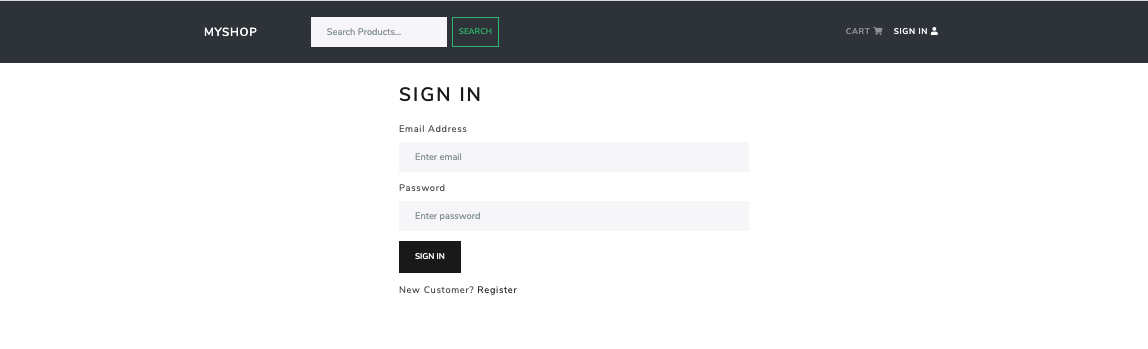 MYSHOP Search Products... SEARCH CART SIGN IN
SIGN IN
Email Address
Enter email
Password
Enter password
SIGN IN
New Customer? Register